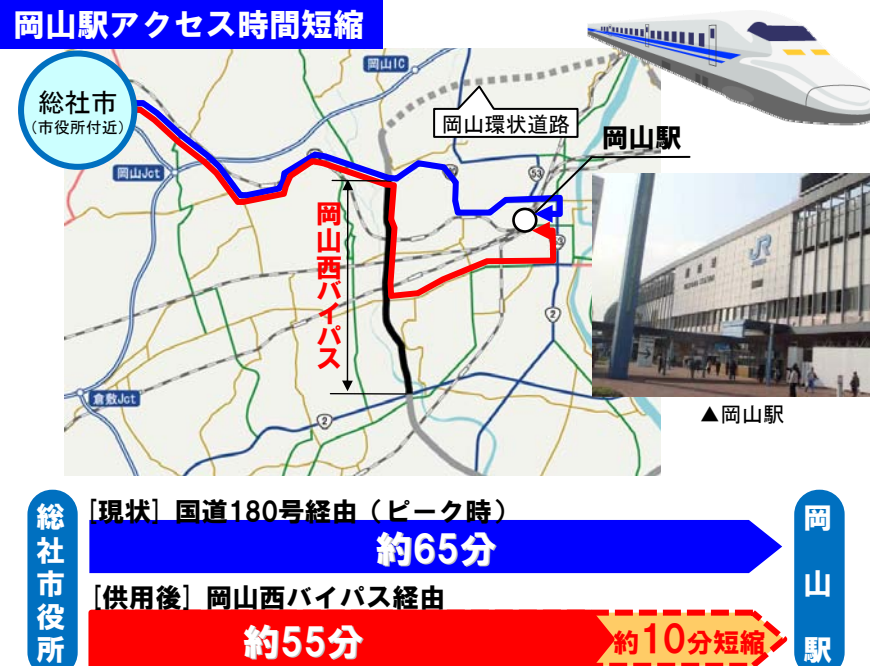 岡山駅アクセス時間短縮
総社市
(市役所付近)
岡山IC
岡山環状道路
岡山駅
岡山Jct
53
岡山西バイパス
JR
53
2
倉敷Jct
2
▲岡山駅
総社市役所
[現状] 国道180号経由(ピーク時)
約65分
[供用後] 岡山西バイパス経由
約55分
約10分短縮
岡山駅